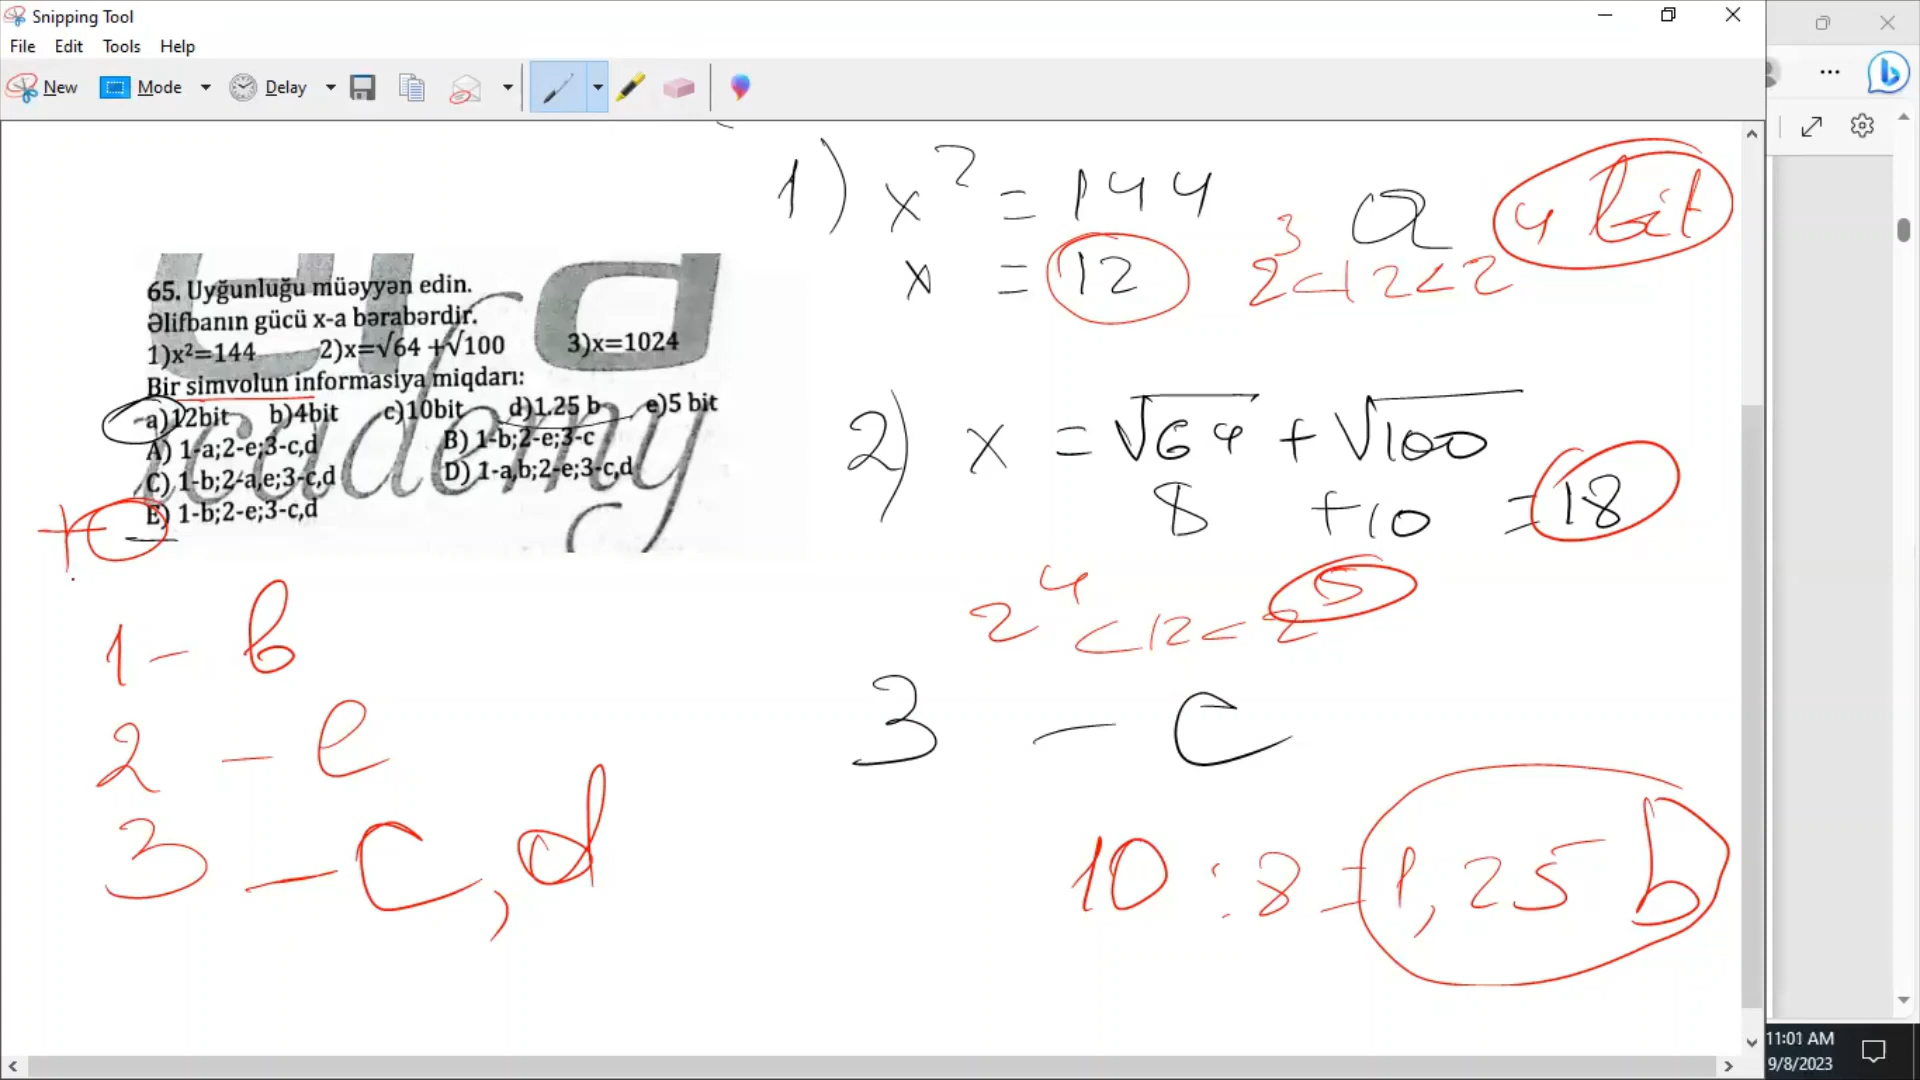 Snipping Tool
File Edit Tools Help
New Mode Delay
65. Uyğunluğu müəyyən edin.
Əlifbanın gücü x-a bərabərdir.
1)x²=144 2)x=√64 +√100 3)x=1024
Bir simvolun informasiya miqdarı:
a)12bit b)4bit c)10bit d)1.25 b e)5 bit
A) 1-a;2-e;3-c,d B) 1-b;2-e;3-c
C) 1-b;2-a,e;3-c,d D) 1-a,b;2-e;3-c,d
E) 1-b;2-e;3-c,d
cademy
1 - b
2 - e
3 - c, d
1) x² = 144 a
x = 12
2³<12<2 4 bit
2) x = √64 + √100
8 +10 = 18
2⁴ < 12 < 2⁵
3 - c
10 : 8 = 1,25 b
11:01 AM
9/8/2023